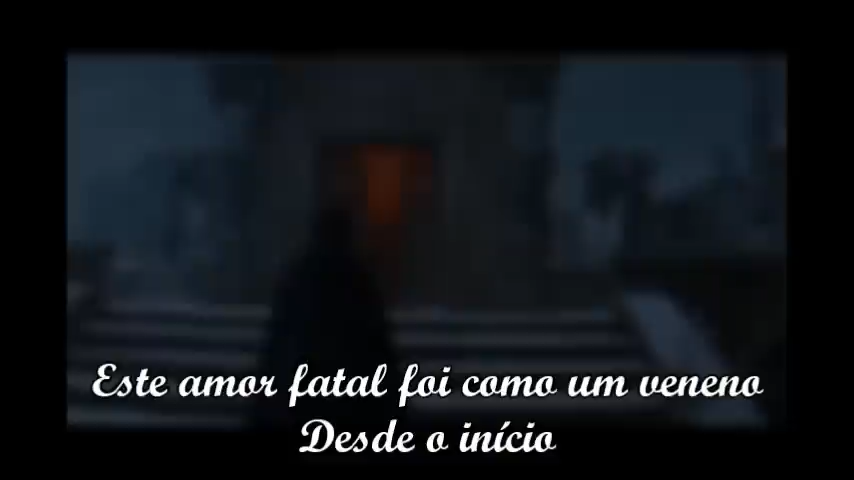 Este amor fatal foi como um veneno
Desde o início